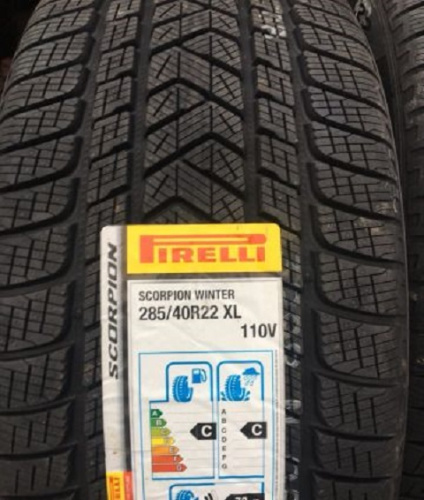 PIRELLI
SCORPION
SCORPION WINTER
285/40R22 XL
110V
A
B
C
D
E
F
G
C
A
B
C
D
E
F
G
C